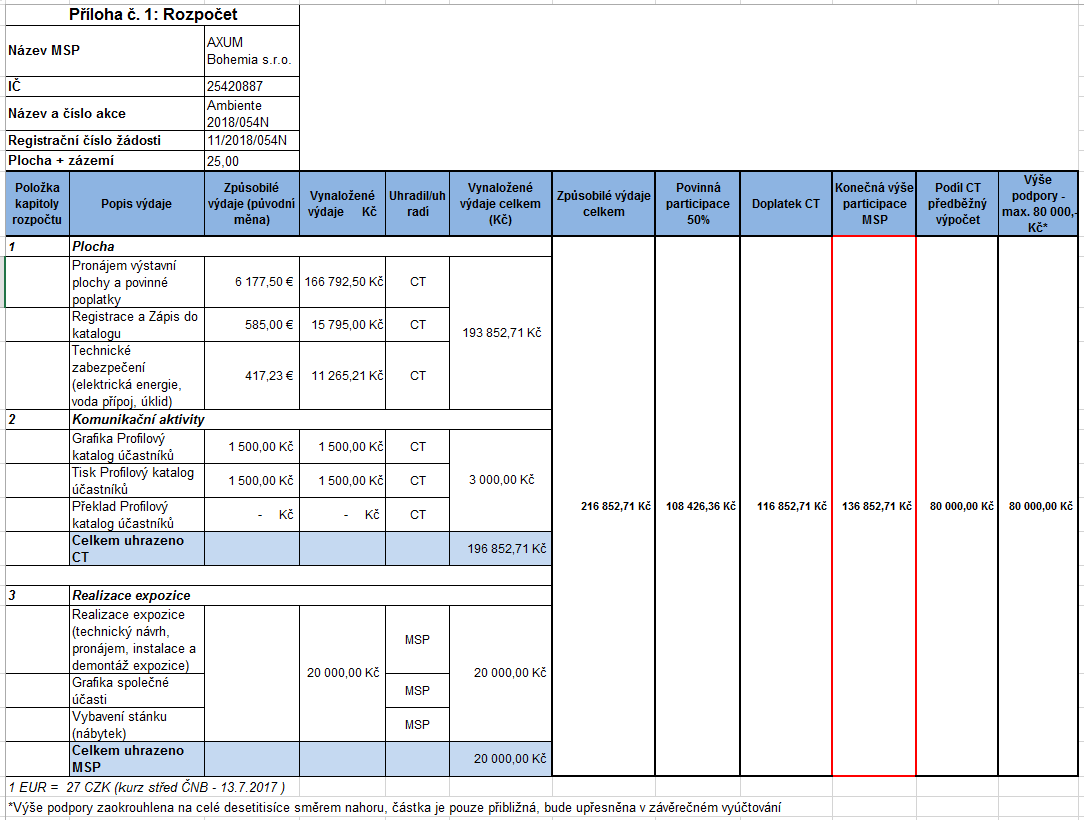 Příloha č. 1: Rozpočet
Název MSP
AXUM
Bohemia s.r.o.
IČ
25420887
Název a číslo akce
Ambiente
2018/054N
Registrační číslo žádosti
11/2018/054N
Plocha + zázemí
25,00
Položka
kapitoly
rozpočtu
Popis výdaje
Způsobilé
výdaje (původní
měna)
Vynaložené
výdaje Kč
Uhradil/uh
radí
Vynaložené
výdaje celkem
(Kč)
Způsobilé výdaje
celkem
Povinná
participace
50%
Doplatek CT
Konečná výše
participace
MSP
Podíl CT
předběžný
výpočet
Výše
podpory -
max. 80 000,-
Kč*
1
Plocha
Pronájem výstavní
plochy a povinné
poplatky
6 177,50 €
166 792,50 Kč
CT
Registrace a Zápis do
katalogu
585,00 €
15 795,00 Kč
CT
193 852,71 Kč
Technické
zabezpečení
(elektrická energie,
voda přípoj, úklid)
417,23 €
11 265,21 Kč
CT
2
Komunikační aktivity
Grafika Profilový
katalog účastníků
1 500,00 Kč
1 500,00 Kč
CT
Tisk Profilový katalog
účastníků
1 500,00 Kč
1 500,00 Kč
CT
3 000,00 Kč
Překlad Profilový
katalog účastníků
- Kč
- Kč
CT
216 852,71 Kč
108 426,36 Kč
116 852,71 Kč
136 852,71 Kč
80 000,00 Kč
80 000,00 Kč
Celkem uhrazeno
CT
196 852,71 Kč
3
Realizace expozice
Realizace expozice
(technický návrh,
pronájem, instalace a
demontáž expozice)
MSP
20 000,00 Kč
20 000,00 Kč
Grafika společné
účasti
MSP
Vybavení stánku
(nábytek)
MSP
Celkem uhrazeno
MSP
20 000,00 Kč
1 EUR = 27 CZK (kurz střed ČNB - 13.7.2017 )
*Výše podpory zaokrouhlena na celé desetitisíce směrem nahoru, částka je pouze přibližná, bude upřesněna v závěrečném vyúčtování